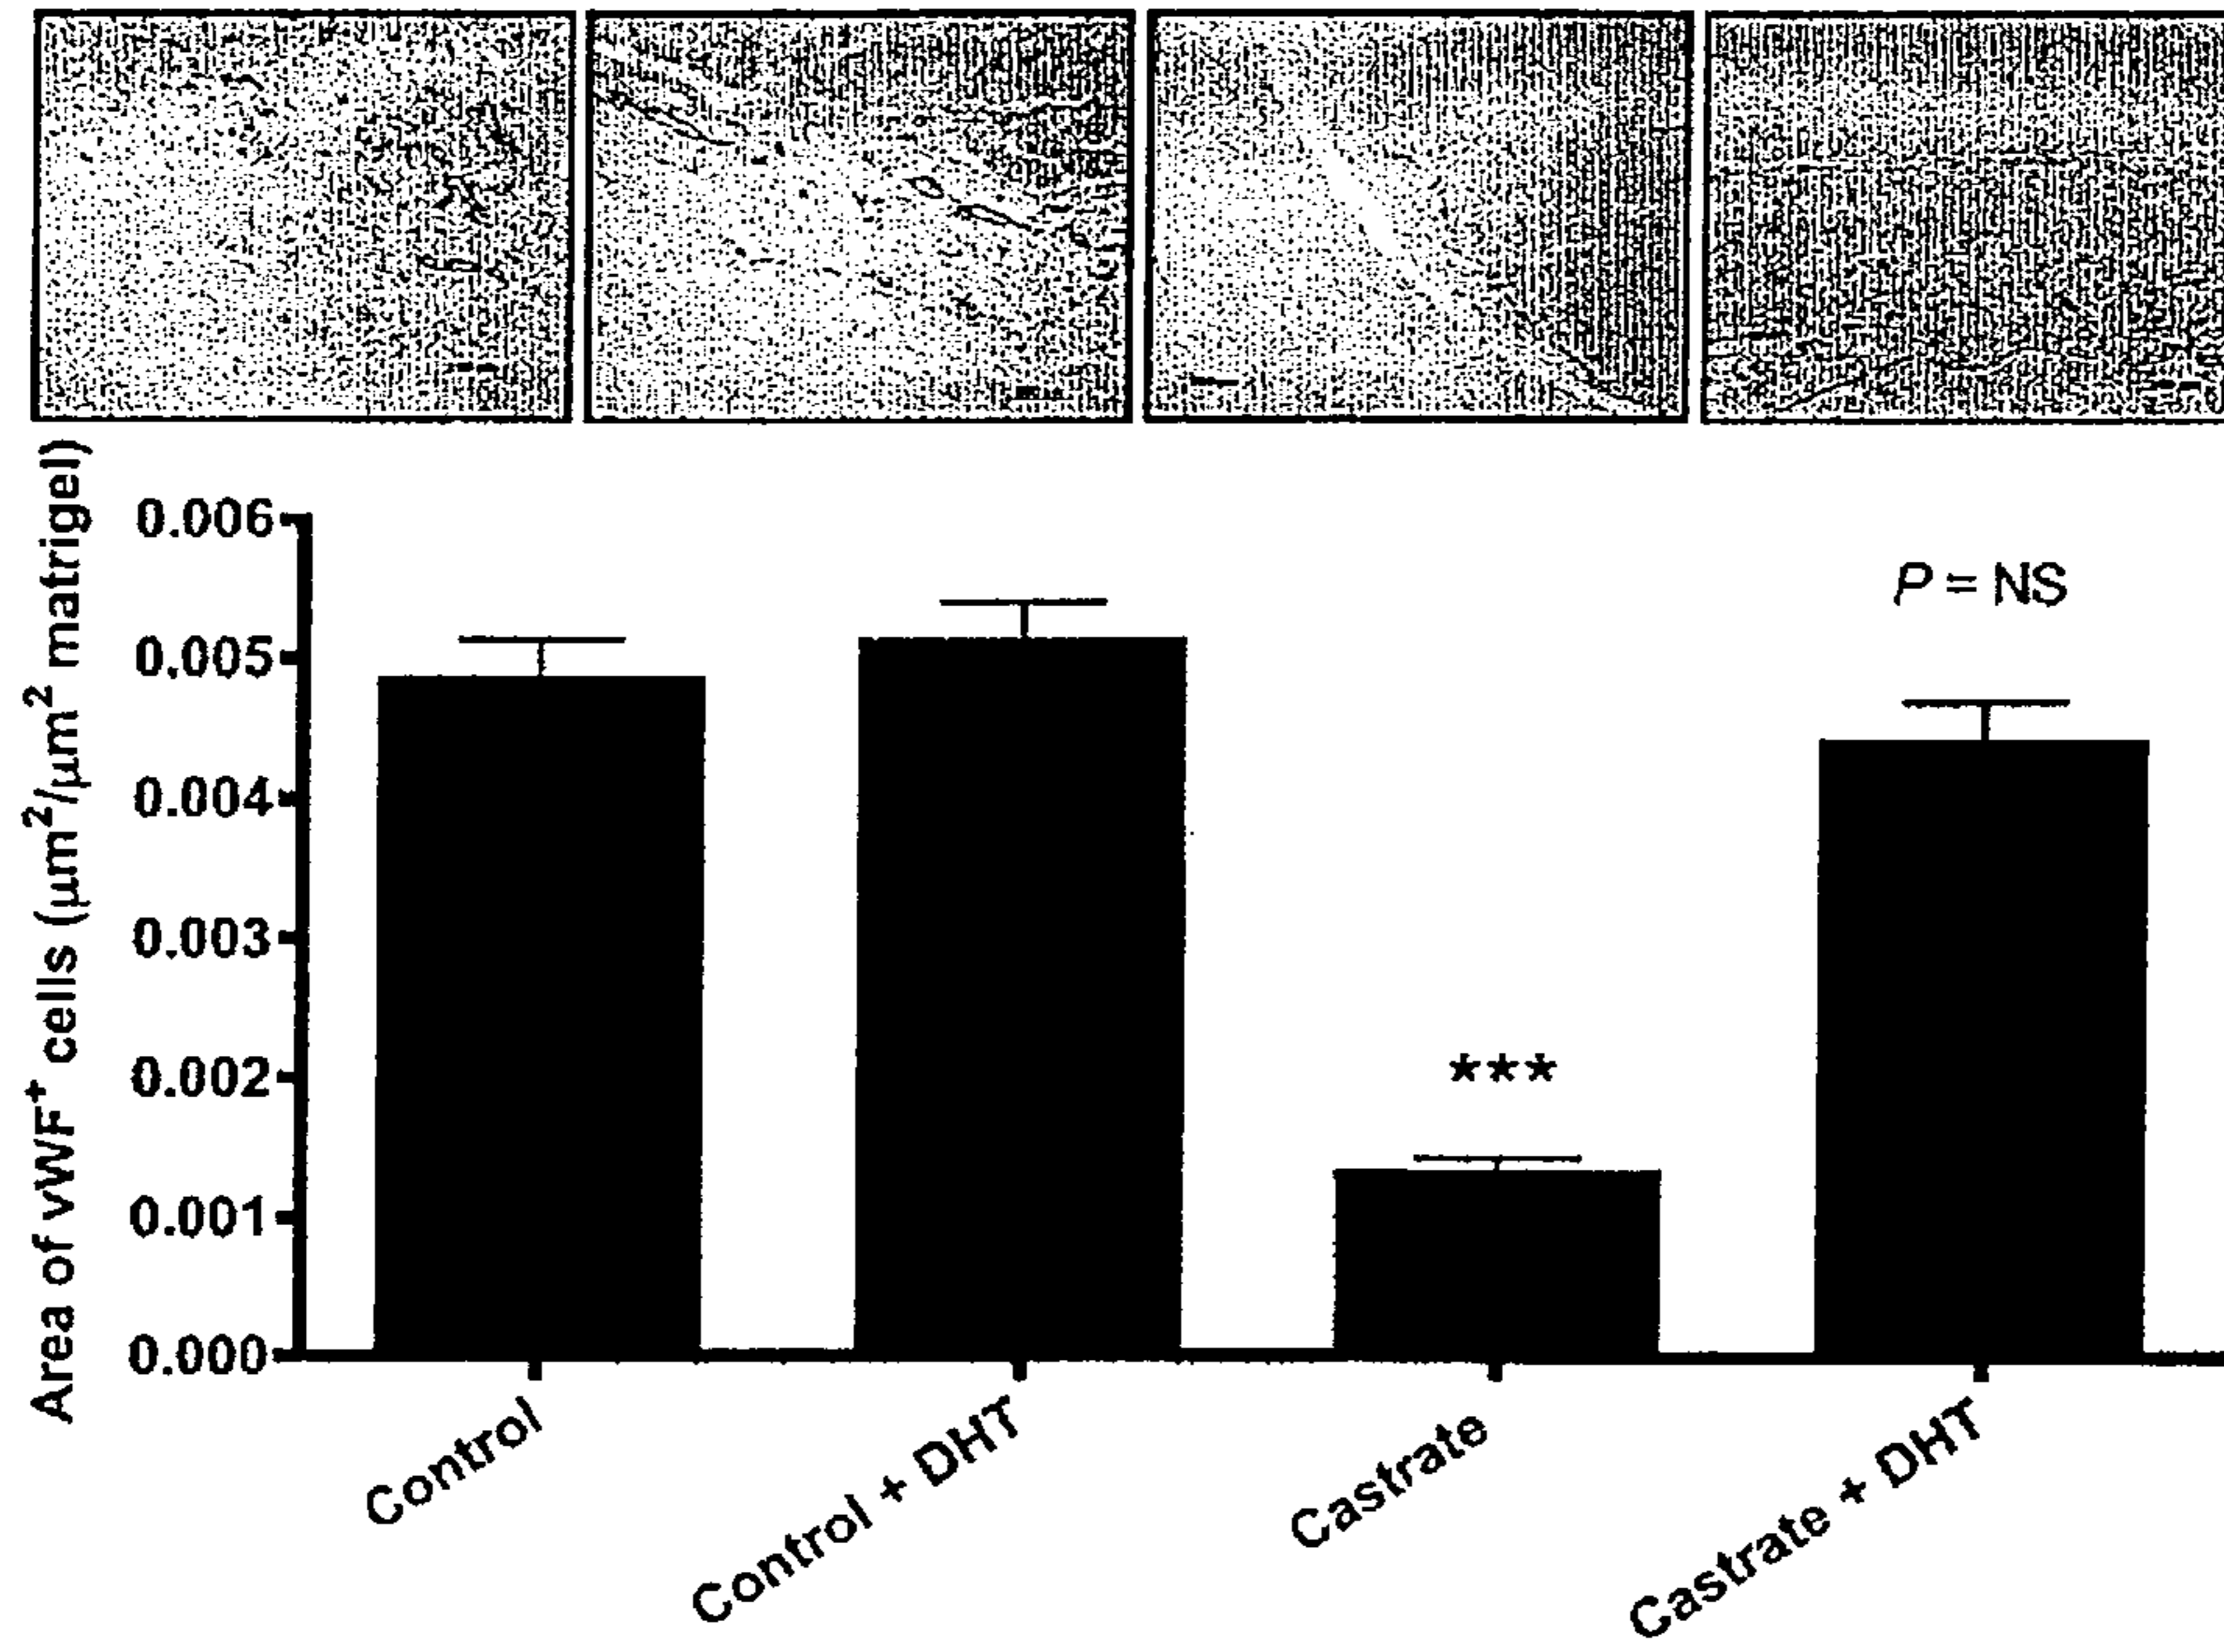 Area of vWF⁺ cells (μm²/μm² matrigel)
0.006
0.005
0.004
0.003
0.002
0.001
0.000
P = NS
***
Control
Control + DHT
Castrate
Castrate + DHT